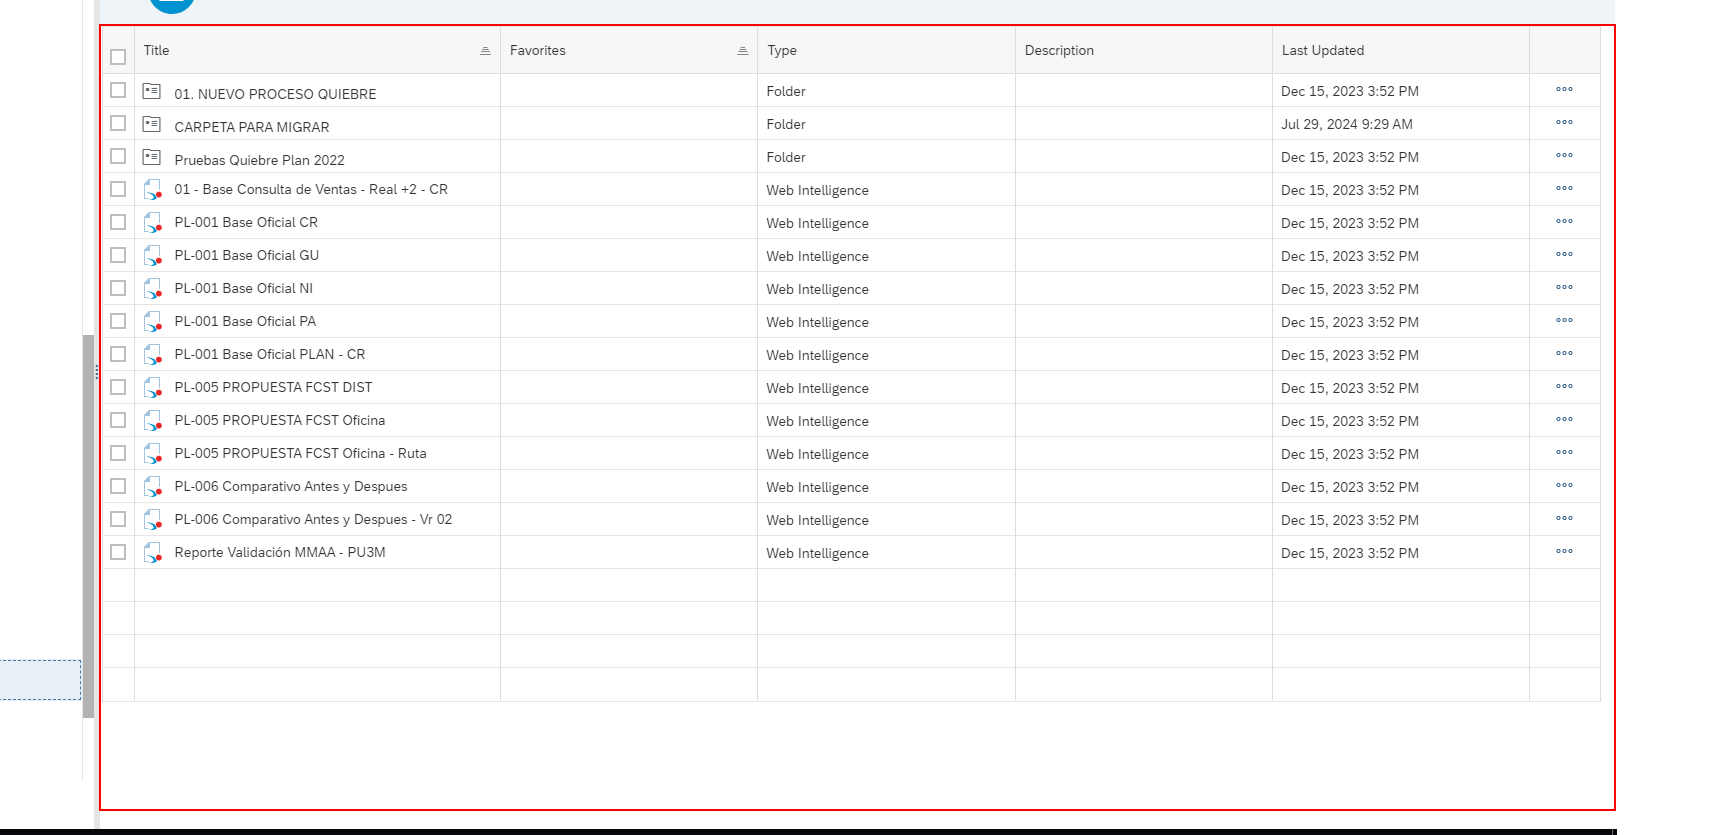 Title Favorites Type Description Last Updated
01. NUEVO PROCESO QUIEBRE Folder Dec 15, 2023 3:52 PM
CARPETA PARA MIGRAR Folder Jul 29, 2024 9:29 AM
Pruebas Quiebre Plan 2022 Folder Dec 15, 2023 3:52 PM
01 - Base Consulta de Ventas - Real +2 - CR Web Intelligence Dec 15, 2023 3:52 PM
PL-001 Base Oficial CR Web Intelligence Dec 15, 2023 3:52 PM
PL-001 Base Oficial GU Web Intelligence Dec 15, 2023 3:52 PM
PL-001 Base Oficial NI Web Intelligence Dec 15, 2023 3:52 PM
PL-001 Base Oficial PA Web Intelligence Dec 15, 2023 3:52 PM
PL-001 Base Oficial PLAN - CR Web Intelligence Dec 15, 2023 3:52 PM
PL-005 PROPUESTA FCST DIST Web Intelligence Dec 15, 2023 3:52 PM
PL-005 PROPUESTA FCST Oficina Web Intelligence Dec 15, 2023 3:52 PM
PL-005 PROPUESTA FCST Oficina - Ruta Web Intelligence Dec 15, 2023 3:52 PM
PL-006 Comparativo Antes y Despues Web Intelligence Dec 15, 2023 3:52 PM
PL-006 Comparativo Antes y Despues - Vr 02 Web Intelligence Dec 15, 2023 3:52 PM
Reporte Validación MMAA - PU3M Web Intelligence Dec 15, 2023 3:52 PM